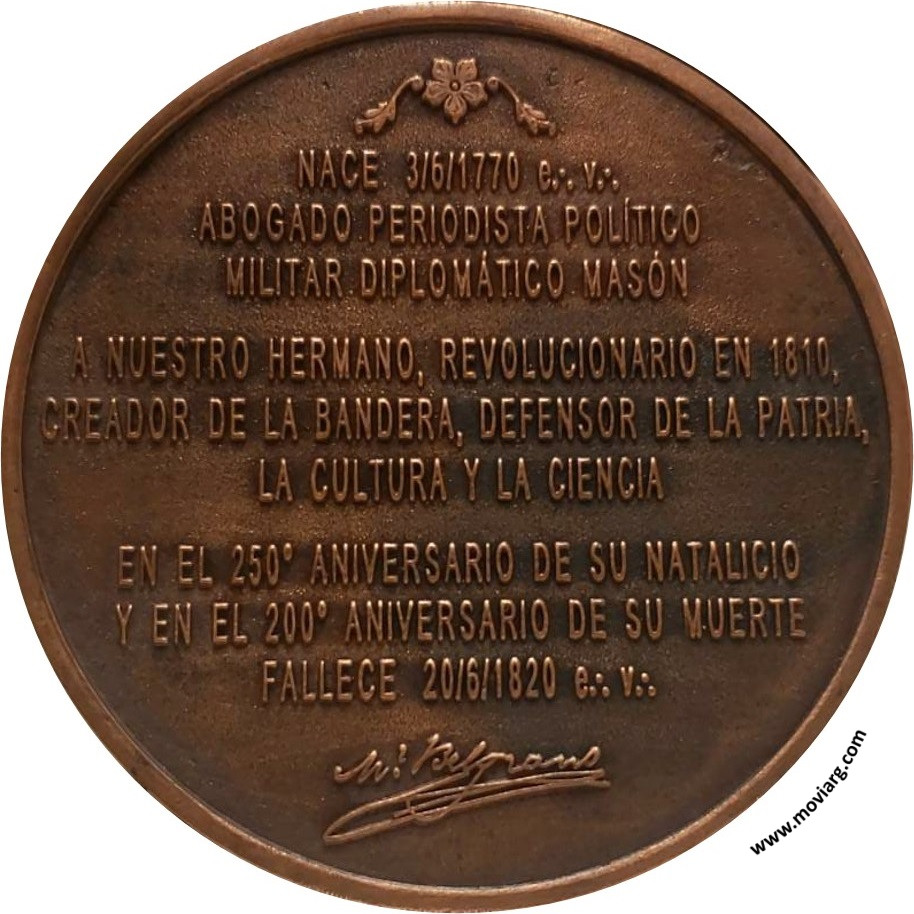 NACE 3/6/1770 e∴ v∴
ABOGADO PERIODISTA POLÍTICO
MILITAR DIPLOMÁTICO MASÓN
A NUESTRO HERMANO, REVOLUCIONARIO EN 1810,
CREADOR DE LA BANDERA, DEFENSOR DE LA PATRIA,
LA CULTURA Y LA CIENCIA
EN EL 250° ANIVERSARIO DE SU NATALICIO
Y EN EL 200° ANIVERSARIO DE SU MUERTE
FALLECE 20/6/1820 e∴ v∴
Ml Belgrano
www.moviarg.com